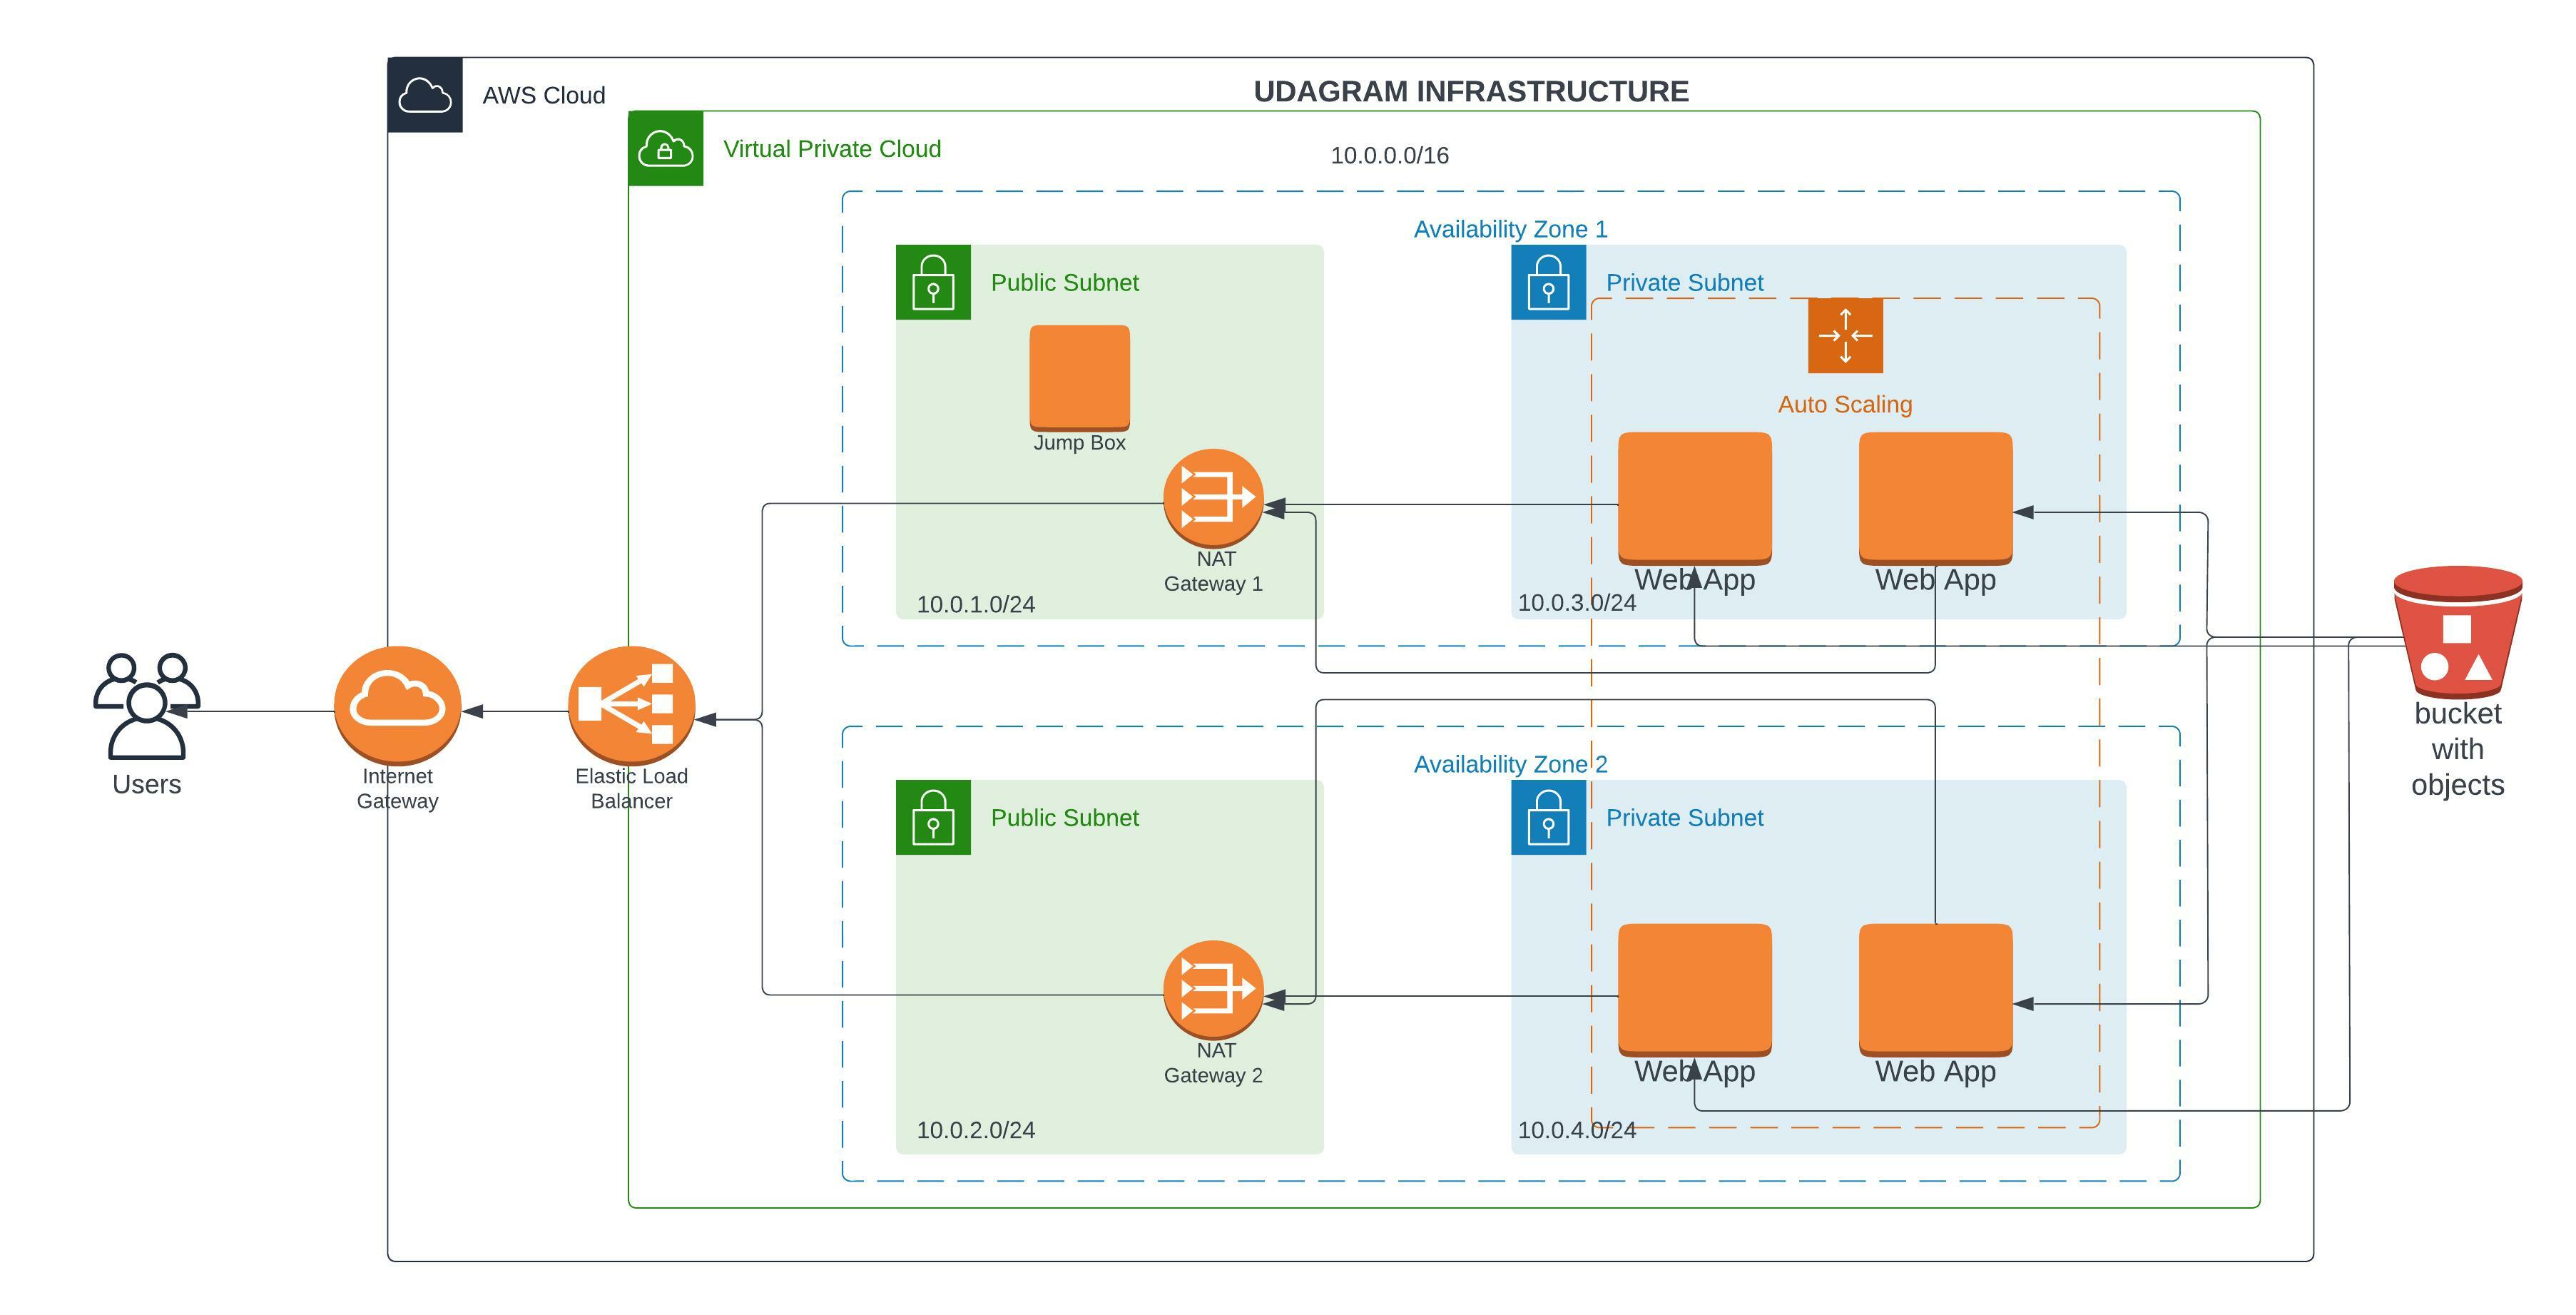 UDAGRAM INFRASTRUCTURE
AWS Cloud
Virtual Private Cloud
10.0.0.0/16
Availability Zone 1
Public Subnet
Private Subnet
Auto Scaling
Jump Box
NAT
Gateway 1
Web App
Web App
10.0.1.0/24
10.0.3.0/24
Users
Internet
Gateway
Elastic Load
Balancer
bucket
with
objects
Availability Zone 2
Public Subnet
Private Subnet
NAT
Gateway 2
Web App
Web App
10.0.2.0/24
10.0.4.0/24